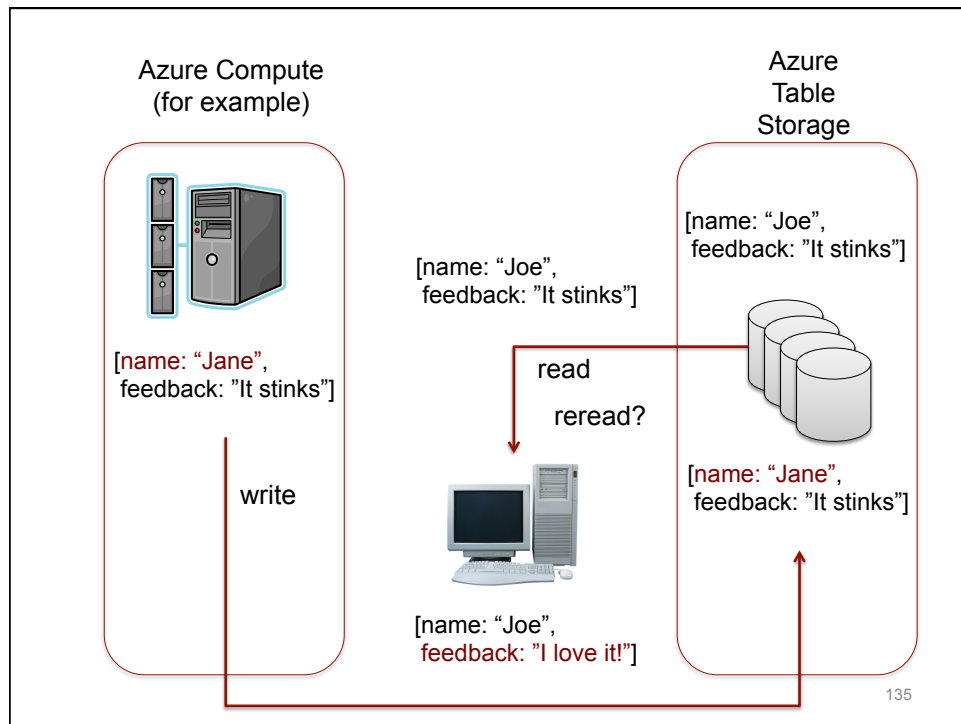 Azure Compute
(for example)
Azure
Table
Storage
[name: “Joe”,
feedback: ”It stinks”]
[name: “Joe”,
feedback: ”It stinks”]
[name: “Jane”,
feedback: ”It stinks”]
read
reread?
write
[name: “Jane”,
feedback: ”It stinks”]
[name: “Joe”,
feedback: ”I love it!”]
135